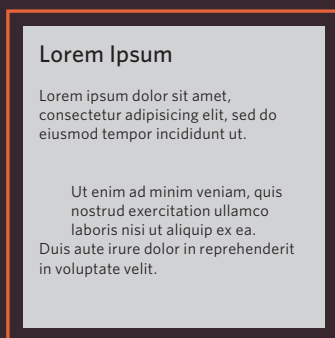 Lorem Ipsum
Lorem ipsum dolor sit amet,
consectetur adipisicing elit, sed do
eiusmod tempor incididunt ut.
Ut enim ad minim veniam, quis
nostrud exercitation ullamco
laboris nisi ut aliquip ex ea.
Duis aute irure dolor in reprehenderit
in voluptate velit.